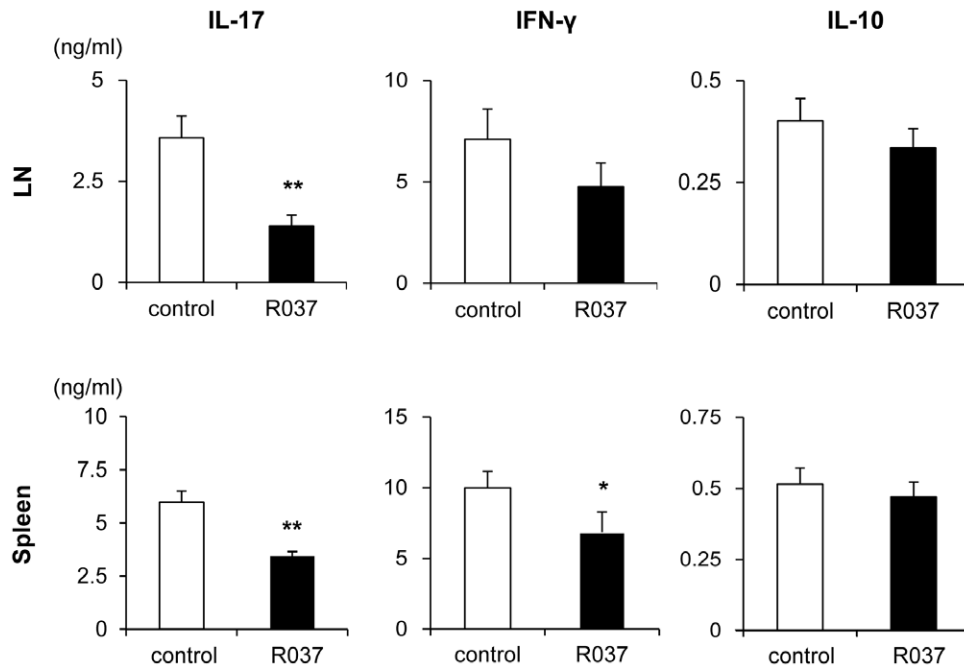 IL-17
IFN-γ
IL-10
(ng/ml)
LN
5
2.5
0
**
control
R037
10
5
0
control
R037
0.5
0.25
0
control
R037
(ng/ml)
Spleen
10
7.5
5
2.5
0
**
control
R037
15
10
5
0
*
control
R037
0.75
0.5
0.25
0
control
R037